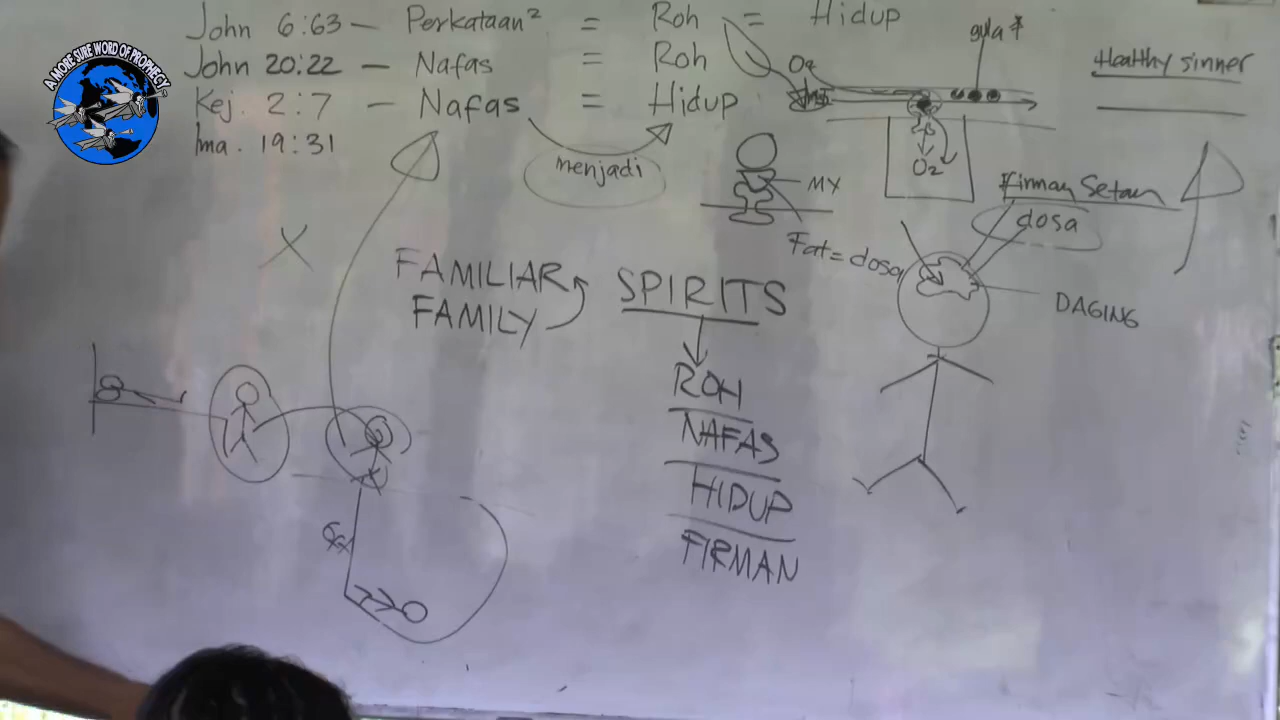 A MORE SURE WORD OF PROPHECY
John 6:63 – Perkataan² = Roh = Hidup
John 20:22 – Nafas = Roh
Kej. 2:7 – Nafas = Hidup
Ima. 19:31
menjadi
gula²
O2
Healthy sinner
O2
MX
Fat = dosa
Firman Setan
dosa
DAGING
X
FAMILIAR
FAMILY
SPIRITS
ROH
NAFAS
HIDUP
FIRMAN